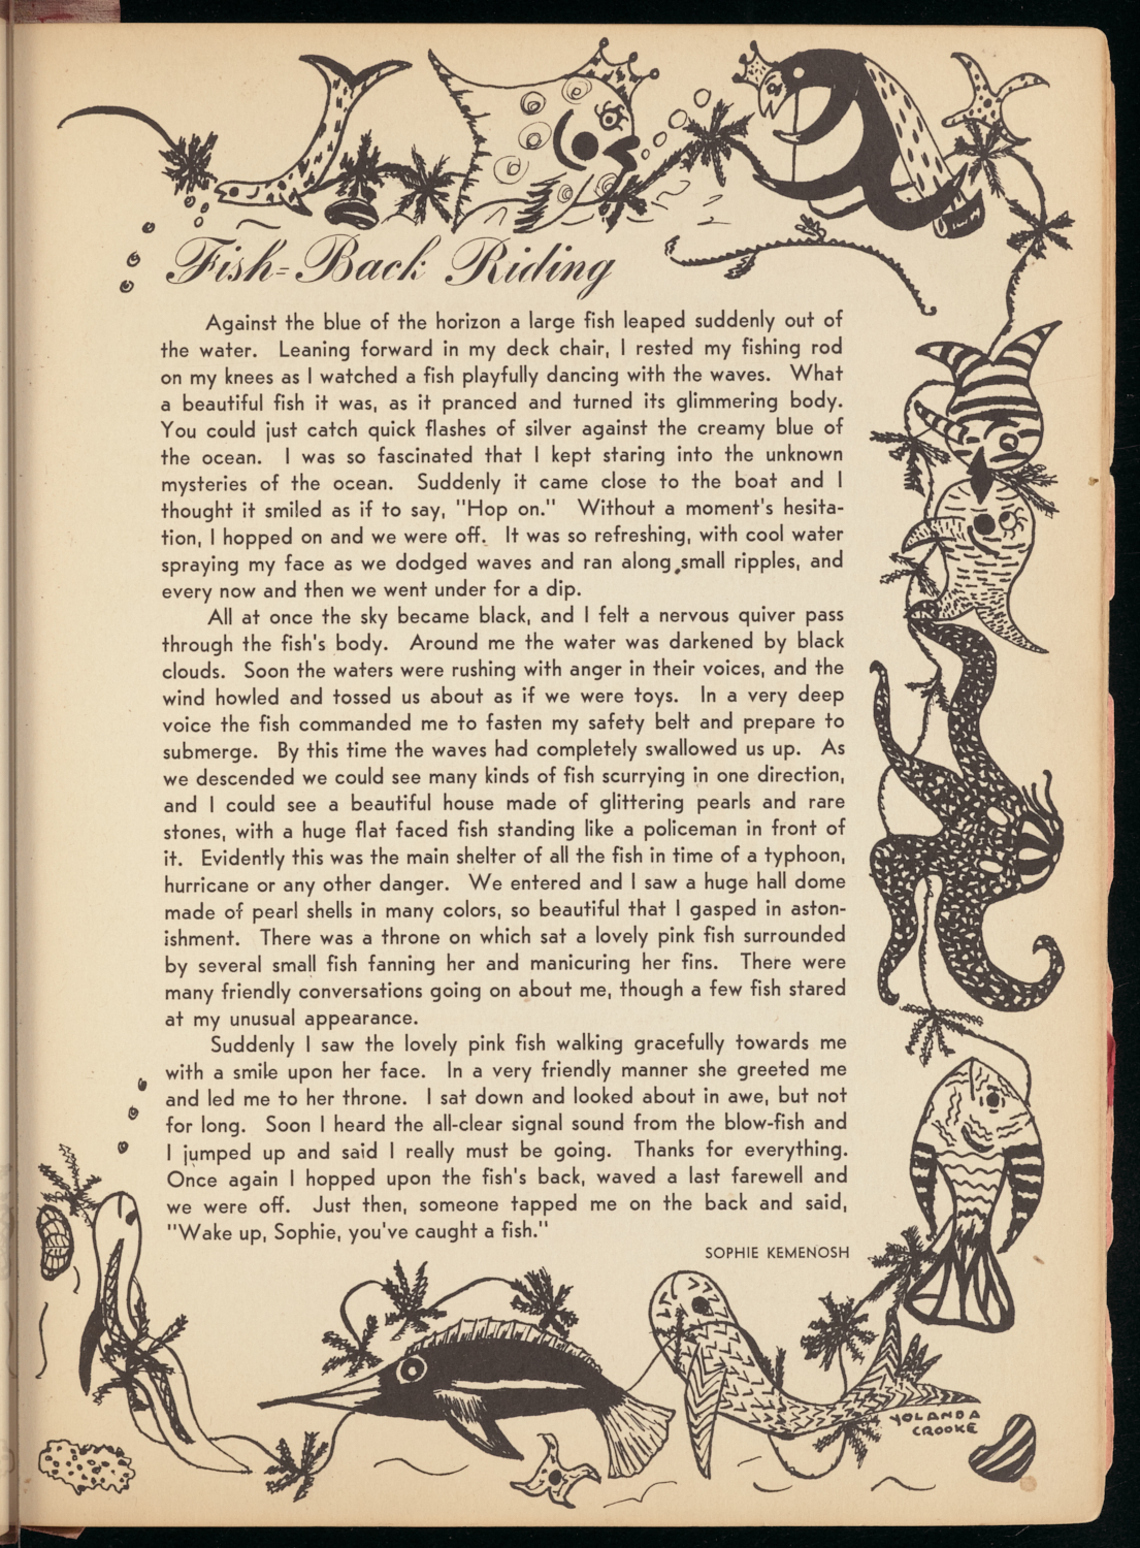 Fish-Back Riding
Against the blue of the horizon a large fish leaped suddenly out of
the water. Leaning forward in my deck chair, I rested my fishing rod
on my knees as I watched a fish playfully dancing with the waves. What
a beautiful fish it was, as it pranced and turned its glimmering body.
You could just catch quick flashes of silver against the creamy blue of
the ocean. I was so fascinated that I kept staring into the unknown
mysteries of the ocean. Suddenly it came close to the boat and I
thought it smiled as if to say, "Hop on." Without a moment's hesita-
tion, I hopped on and we were off. It was so refreshing, with cool water
spraying my face as we dodged waves and ran along small ripples, and
every now and then we went under for a dip.
All at once the sky became black, and I felt a nervous quiver pass
through the fish's body. Around me the water was darkened by black
clouds. Soon the waters were rushing with anger in their voices, and the
wind howled and tossed us about as if we were toys. In a very deep
voice the fish commanded me to fasten my safety belt and prepare to
submerge. By this time the waves had completely swallowed us up. As
we descended we could see many kinds of fish scurrying in one direction,
and I could see a beautiful house made of glittering pearls and rare
stones, with a huge flat faced fish standing like a policeman in front of
it. Evidently this was the main shelter of all the fish in time of a typhoon,
hurricane or any other danger. We entered and I saw a huge hall dome
made of pearl shells in many colors, so beautiful that I gasped in aston-
ishment. There was a throne on which sat a lovely pink fish surrounded
by several small fish fanning her and manicuring her fins. There were
many friendly conversations going on about me, though a few fish stared
at my unusual appearance.
Suddenly I saw the lovely pink fish walking gracefully towards me
with a smile upon her face. In a very friendly manner she greeted me
and led me to her throne. I sat down and looked about in awe, but not
for long. Soon I heard the all-clear signal sound from the blow-fish and
I jumped up and said I really must be going. Thanks for everything.
Once again I hopped upon the fish's back, waved a last farewell and
we were off. Just then, someone tapped me on the back and said,
"Wake up, Sophie, you've caught a fish."
SOPHIE KEMENOSH
YOLANDA
CROOKE